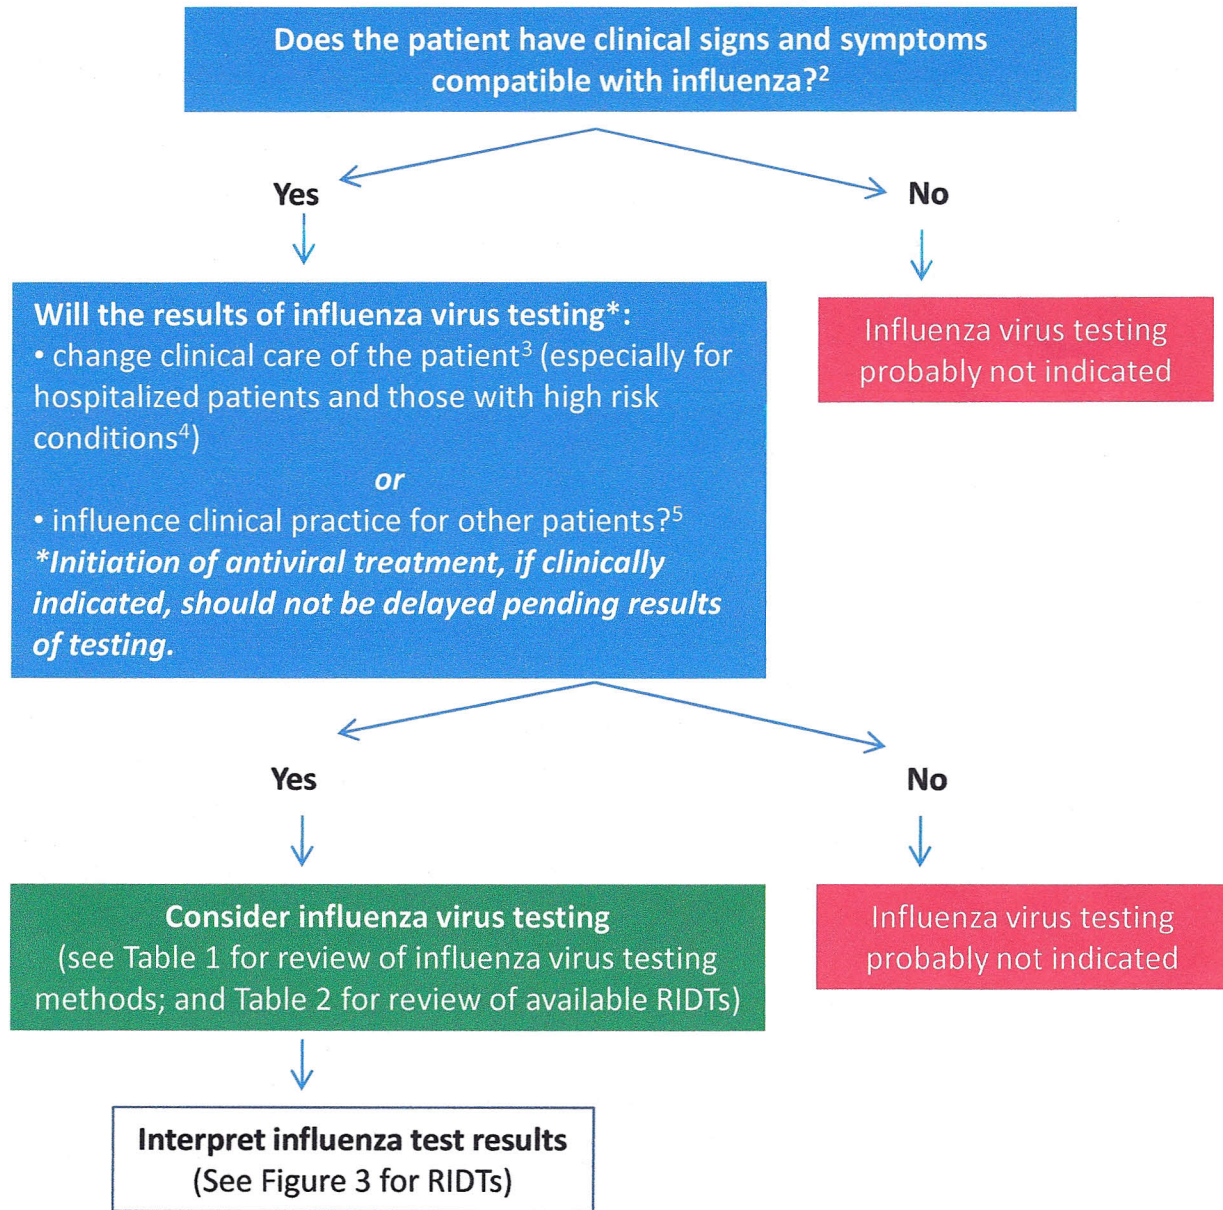 Does the patient have clinical signs and symptoms
compatible with influenza?²
Yes
No
Will the results of influenza virus testing*:
• change clinical care of the patient³ (especially for
hospitalized patients and those with high risk
conditions⁴)
or
• influence clinical practice for other patients?⁵
*Initiation of antiviral treatment, if clinically
indicated, should not be delayed pending results
of testing.
Influenza virus testing
probably not indicated
Yes
No
Consider influenza virus testing
(see Table 1 for review of influenza virus testing
methods; and Table 2 for review of available RIDTs)
Influenza virus testing
probably not indicated
Interpret influenza test results
(See Figure 3 for RIDTs)